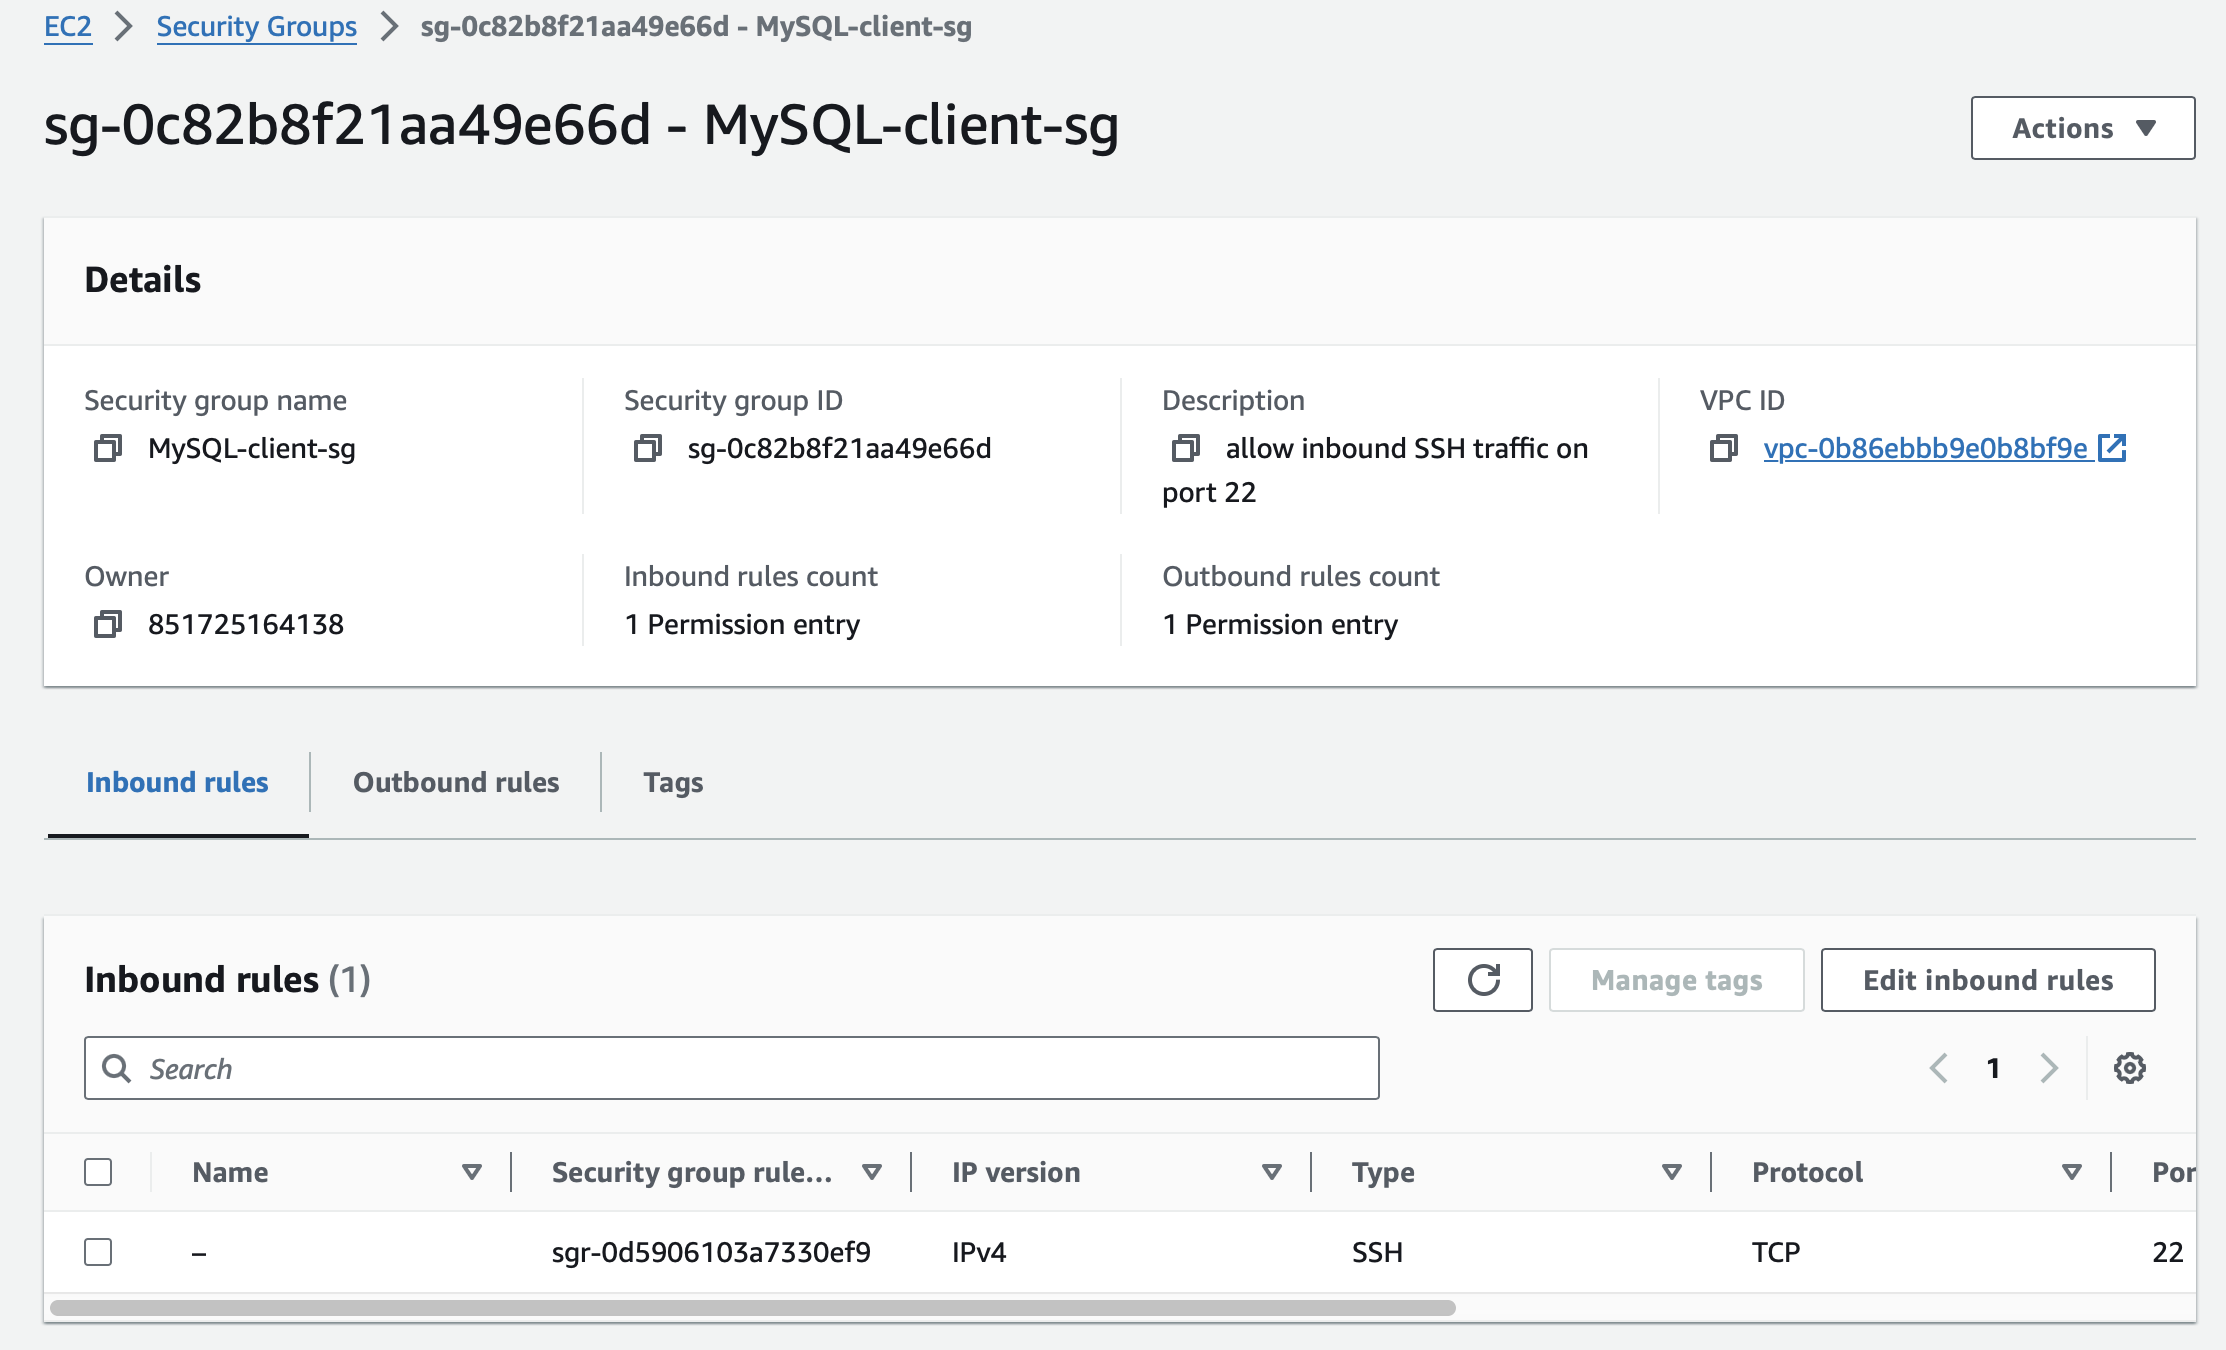 EC2 > Security Groups > sg-0c82b8f21aa49e66d - MySQL-client-sg
sg-0c82b8f21aa49e66d - MySQL-client-sg
Actions
Details
Security group name
MySQL-client-sg
Security group ID
sg-0c82b8f21aa49e66d
Description
allow inbound SSH traffic on
port 22
VPC ID
vpc-0b86ebbb9e0b8bf9e
Owner
851725164138
Inbound rules count
1 Permission entry
Outbound rules count
1 Permission entry
Inbound rules
Outbound rules
Tags
Inbound rules (1)
Manage tags
Edit inbound rules
Search
1
Name Security group rule... IP version Type Protocol Por
– sgr-0d5906103a7330ef9 IPv4 SSH TCP 22